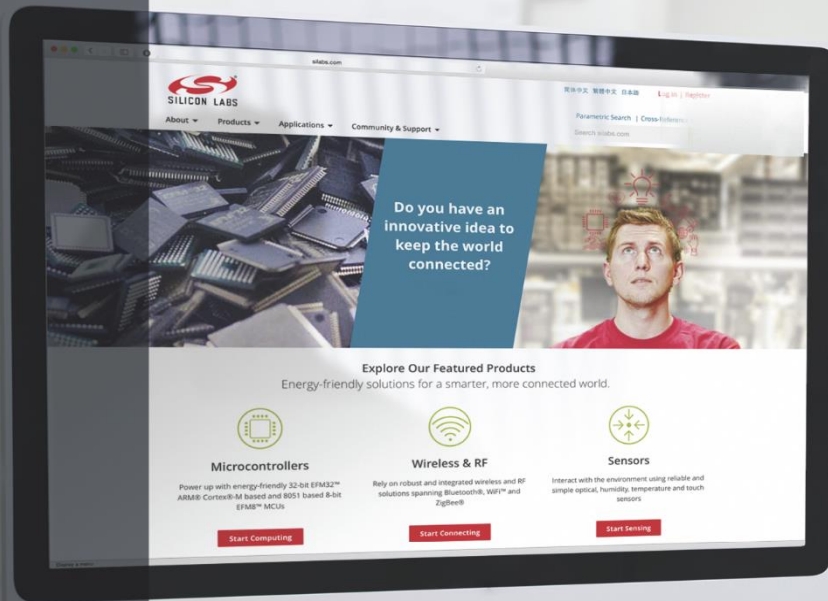 silabs.com
SILICON LABS
简体中文 繁體中文 日本語 Log In | Register
About Products Applications Community & Support
Parametric Search | Cross-Reference
Search silabs.com
Do you have an
innovative idea to
keep the world
connected?
Explore Our Featured Products
Energy-friendly solutions for a smarter, more connected world.
Microcontrollers
Power up with energy-friendly 32-bit EFM32™
ARM® Cortex®-M based and 8051 based 8-bit
EFM8™ MCUs
Start Computing
Wireless & RF
Rely on robust and integrated wireless and RF
solutions spanning Bluetooth®, WiFi™ and
ZigBee®
Start Connecting
Sensors
Interact with the environment using reliable and
simple optical, humidity, temperature and touch
sensors
Start Sensing